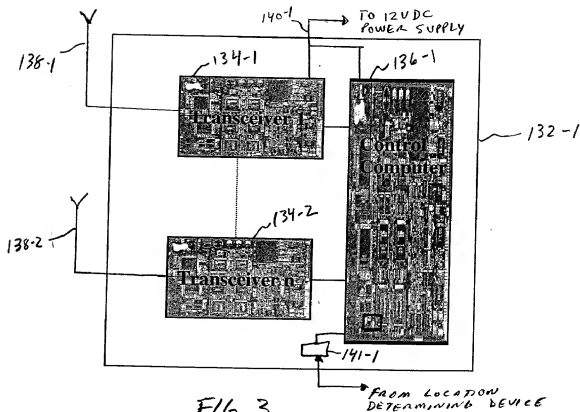 140-1
TO 12VDC
POWER SUPPLY
138-1
134-1
136-1
Transceiver 1
Control
Computer
132-1
138-2
134-2
Transceiver n
141-1
FROM LOCATION
DETERMINING DEVICE
FIG. 3